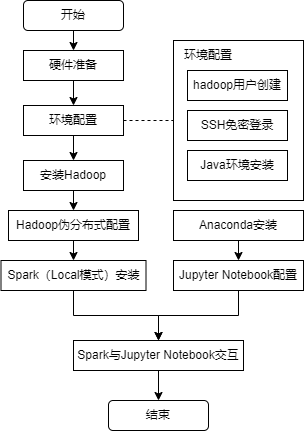 开始
硬件准备
环境配置
安装Hadoop
Hadoop伪分布式配置
Spark（Local模式）安装
环境配置
hadoop用户创建
SSH免密登录
Java环境安装
Anaconda安装
Jupyter Notebook配置
Spark与Jupyter Notebook交互
结束